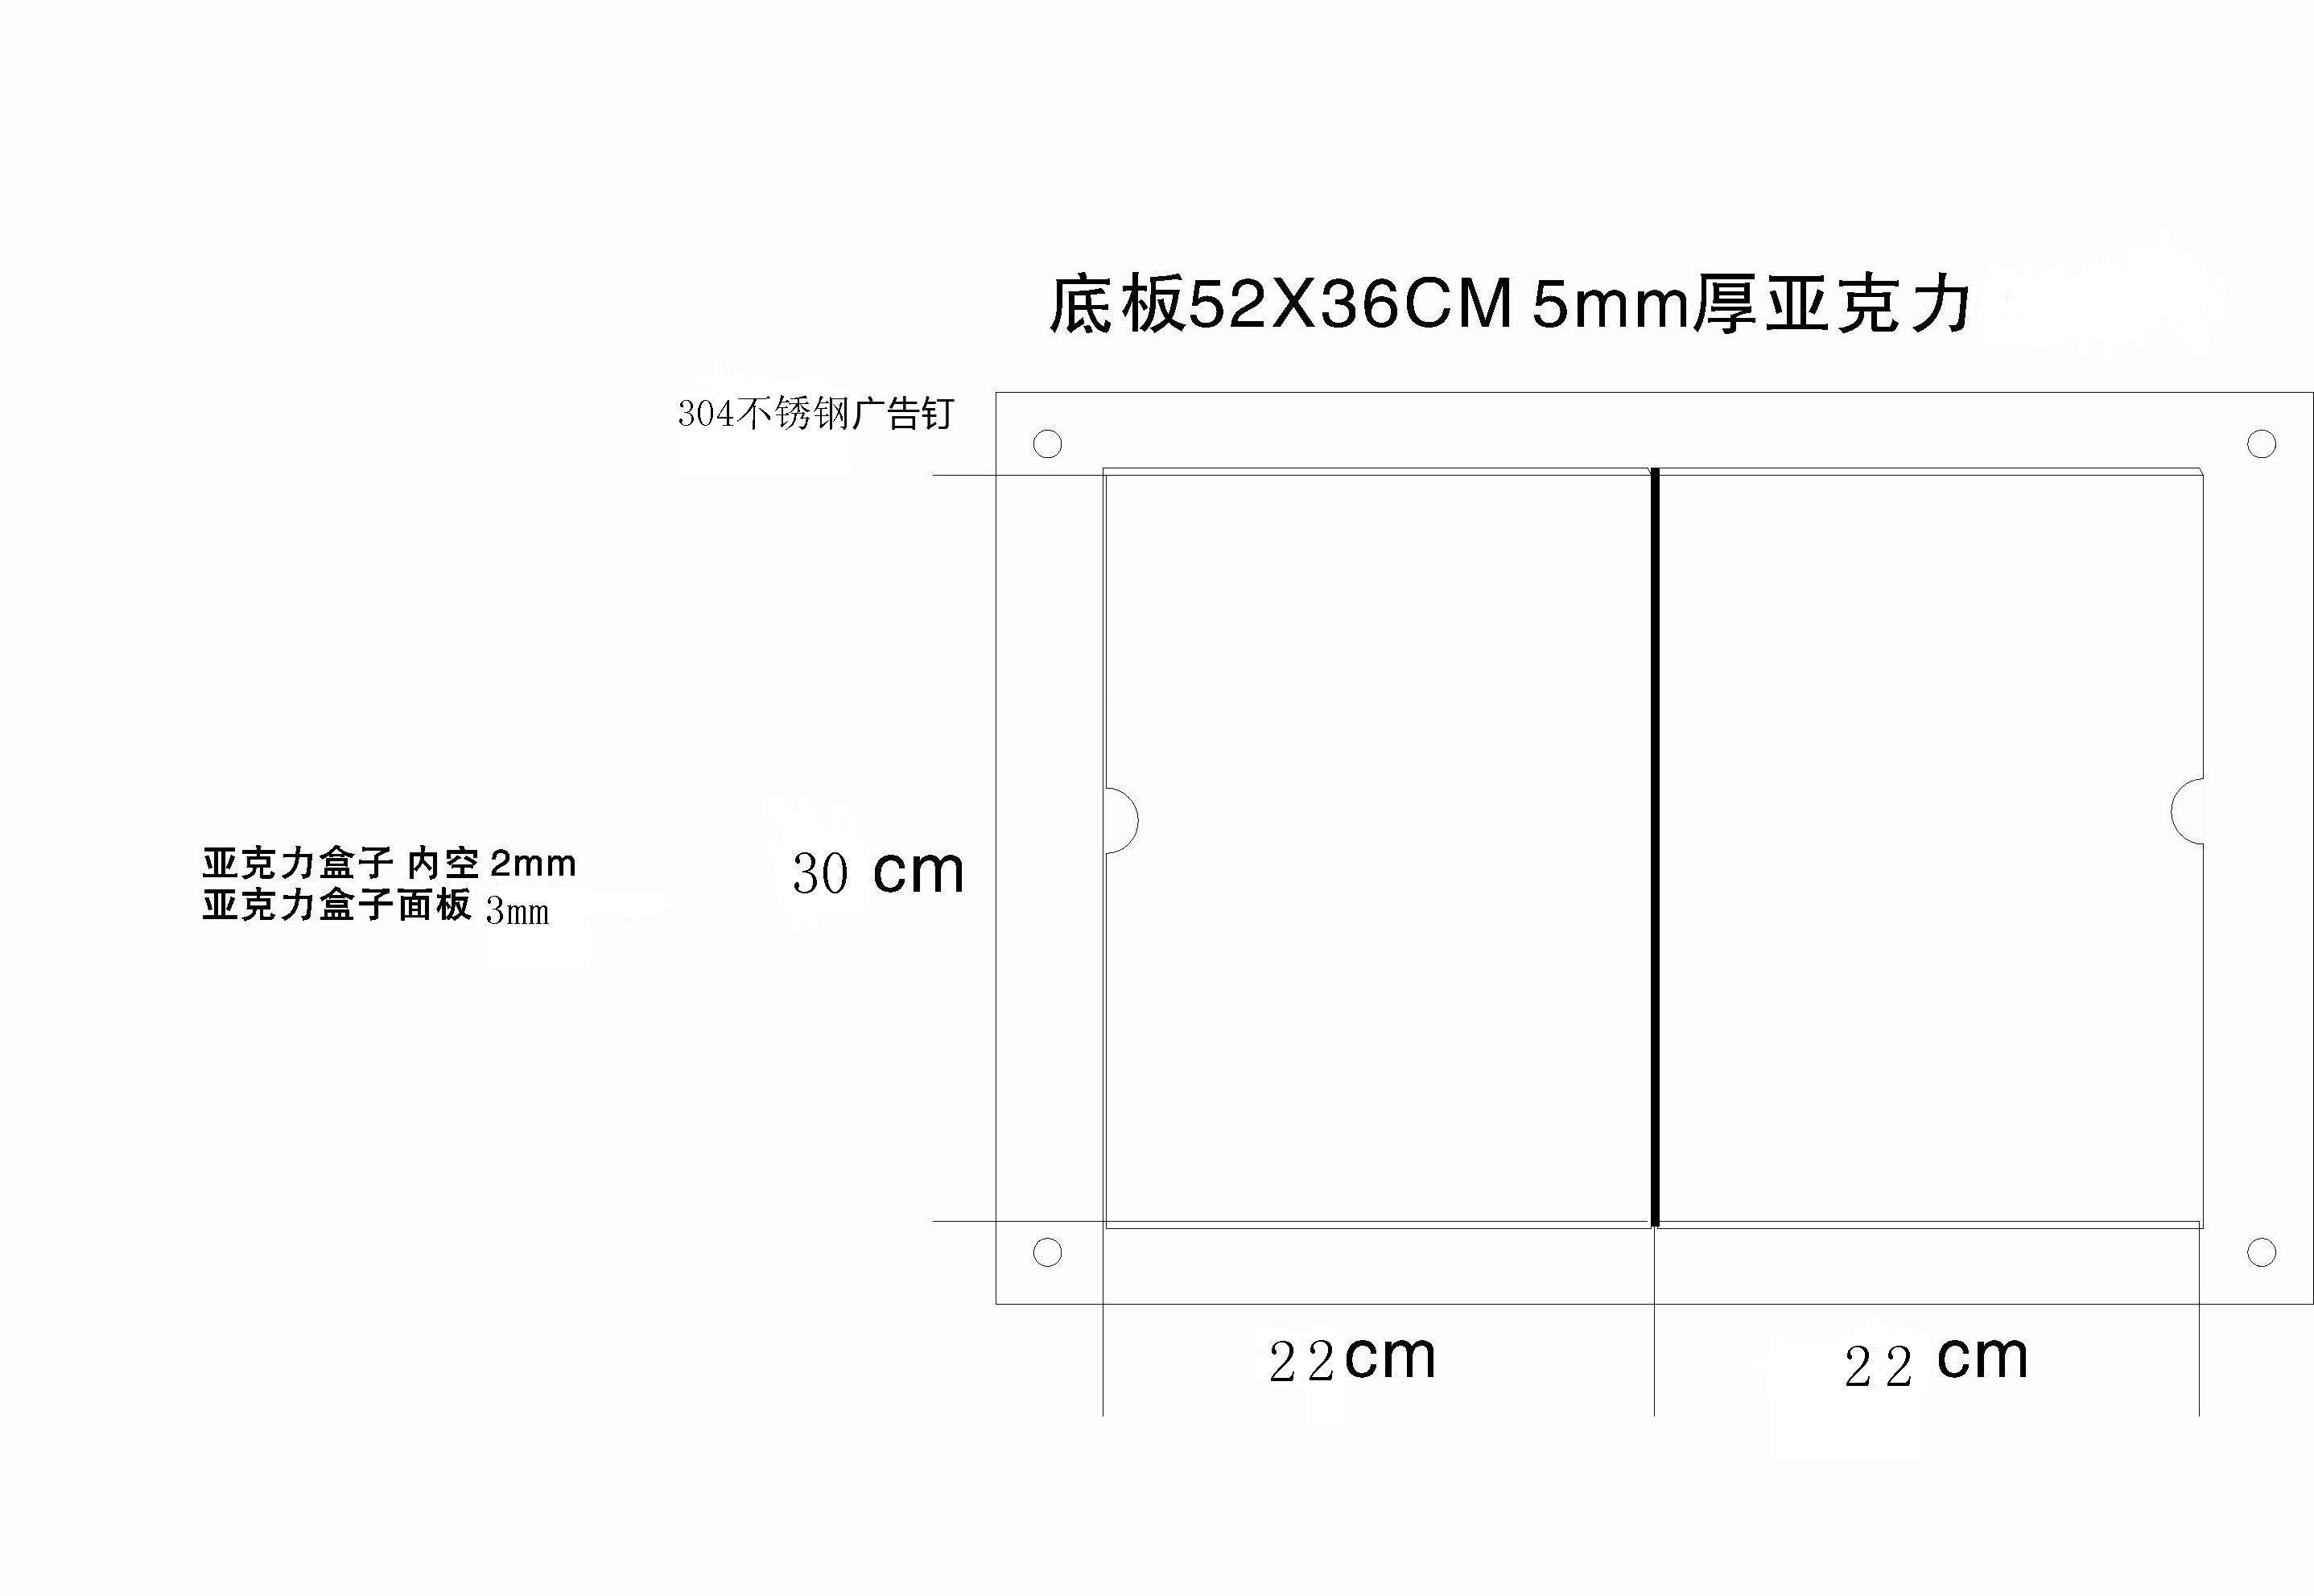 底板52X36CM 5mm厚亚克力
304不锈钢广告钉
亚克力盒子 内空 2mm
亚克力盒子面板 3mm
30 cm
22cm
22 cm